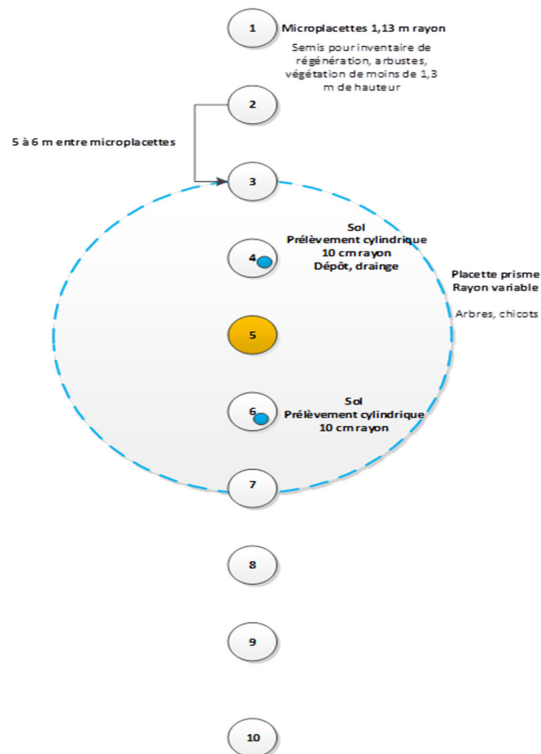 1
Microplacettes 1,13 m rayon
Semis pour inventaire de
régénération, arbustes,
végétation de moins de 1,3
m de hauteur
2
5 à 6 m entre microplacettes
3
Sol
Prélèvement cylindrique
10 cm rayon
Dépôt, drainge
4
Placette prisme
Rayon variable
Arbres, chicots
5
6
Sol
Prélèvement cylindrique
10 cm rayon
7
8
9
10